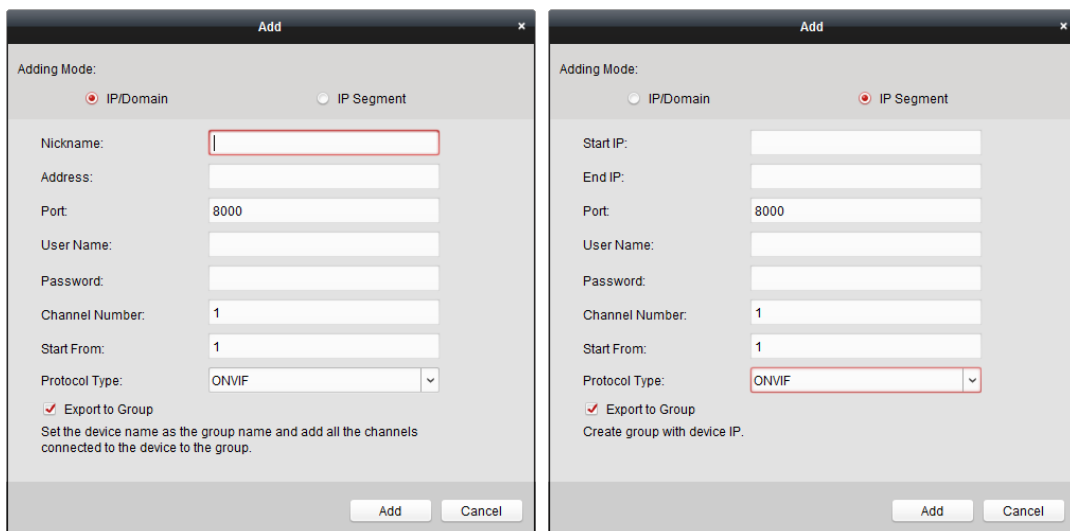 Add
×
Adding Mode:
IP/Domain
IP Segment
Nickname:
Address:
Port: 8000
User Name:
Password:
Channel Number: 1
Start From: 1
Protocol Type: ONVIF
Export to Group
Set the device name as the group name and add all the channels
connected to the device to the group.
Add Cancel
Add
×
Adding Mode:
IP/Domain
IP Segment
Start IP:
End IP:
Port: 8000
User Name:
Password:
Channel Number: 1
Start From: 1
Protocol Type: ONVIF
Export to Group
Create group with device IP.
Add Cancel